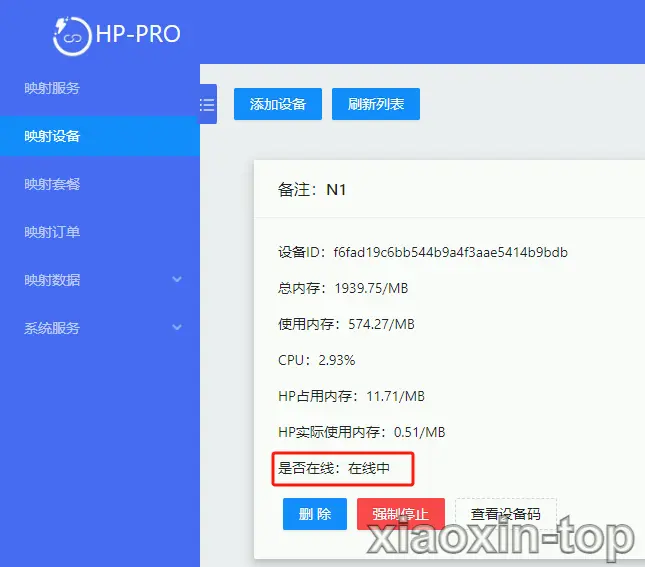 HP-PRO
映射服务
映射设备
映射套餐
映射订单
映射数据
系统服务
添加设备
刷新列表
备注：N1
设备ID：f6fad19c6bb544b9a4f3aae5414b9bdb
总内存：1939.75/MB
使用内存：574.27/MB
CPU：2.93%
HP占用内存：11.71/MB
HP实际使用内存：0.51/MB
是否在线：在线中
删 除
强制停止
查看设备码
xiaoxin-top